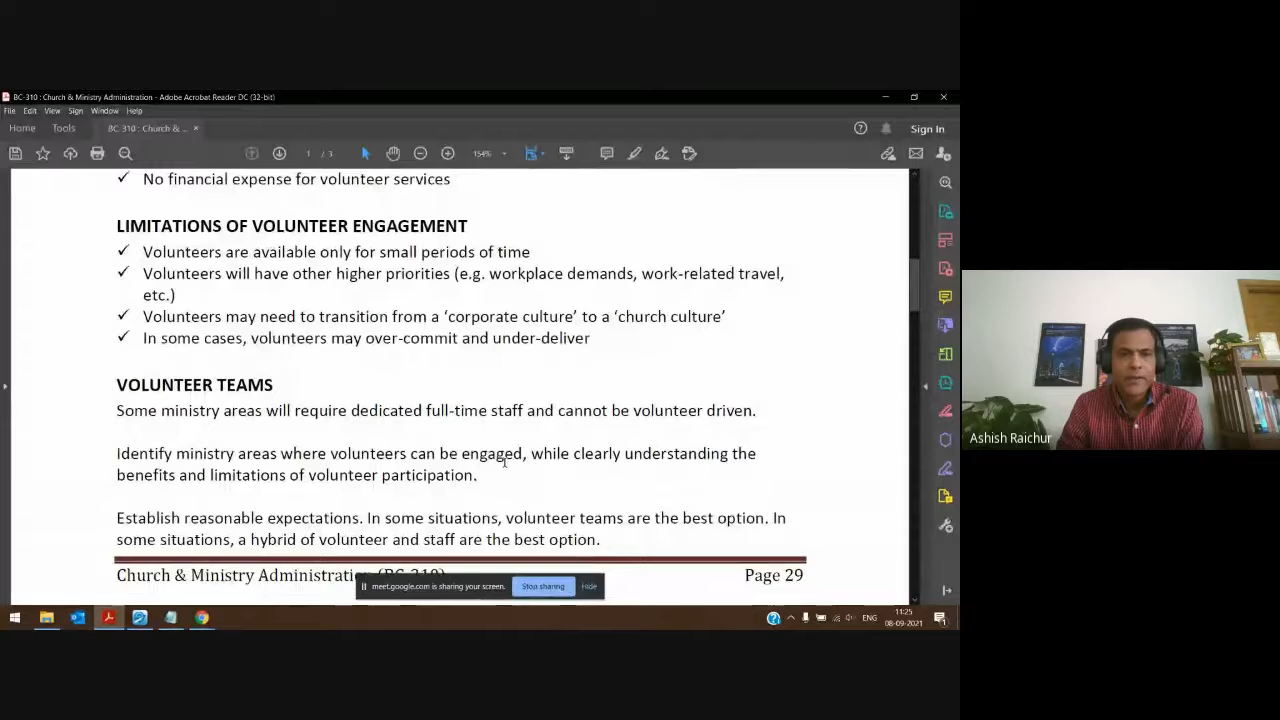 BC-310 : Church & Ministry Administration - Adobe Acrobat Reader DC (32-bit)
File Edit View Sign Window Help
Home Tools BC 310 : Church & ... × Sign In
1 / 3 154%
✓ No financial expense for volunteer services
LIMITATIONS OF VOLUNTEER ENGAGEMENT
✓ Volunteers are available only for small periods of time
✓ Volunteers will have other higher priorities (e.g. workplace demands, work-related travel,
etc.)
✓ Volunteers may need to transition from a ‘corporate culture’ to a ‘church culture’
✓ In some cases, volunteers may over-commit and under-deliver
VOLUNTEER TEAMS
Some ministry areas will require dedicated full-time staff and cannot be volunteer driven.
Identify ministry areas where volunteers can be engaged, while clearly understanding the
benefits and limitations of volunteer participation.
Establish reasonable expectations. In some situations, volunteer teams are the best option. In
some situations, a hybrid of volunteer and staff are the best option.
Church & Ministry Administration (BC-310) Page 29
meet.google.com is sharing your screen. Stop sharing Hide
Ashish Raichur
ENG
11:25
08-09-2021